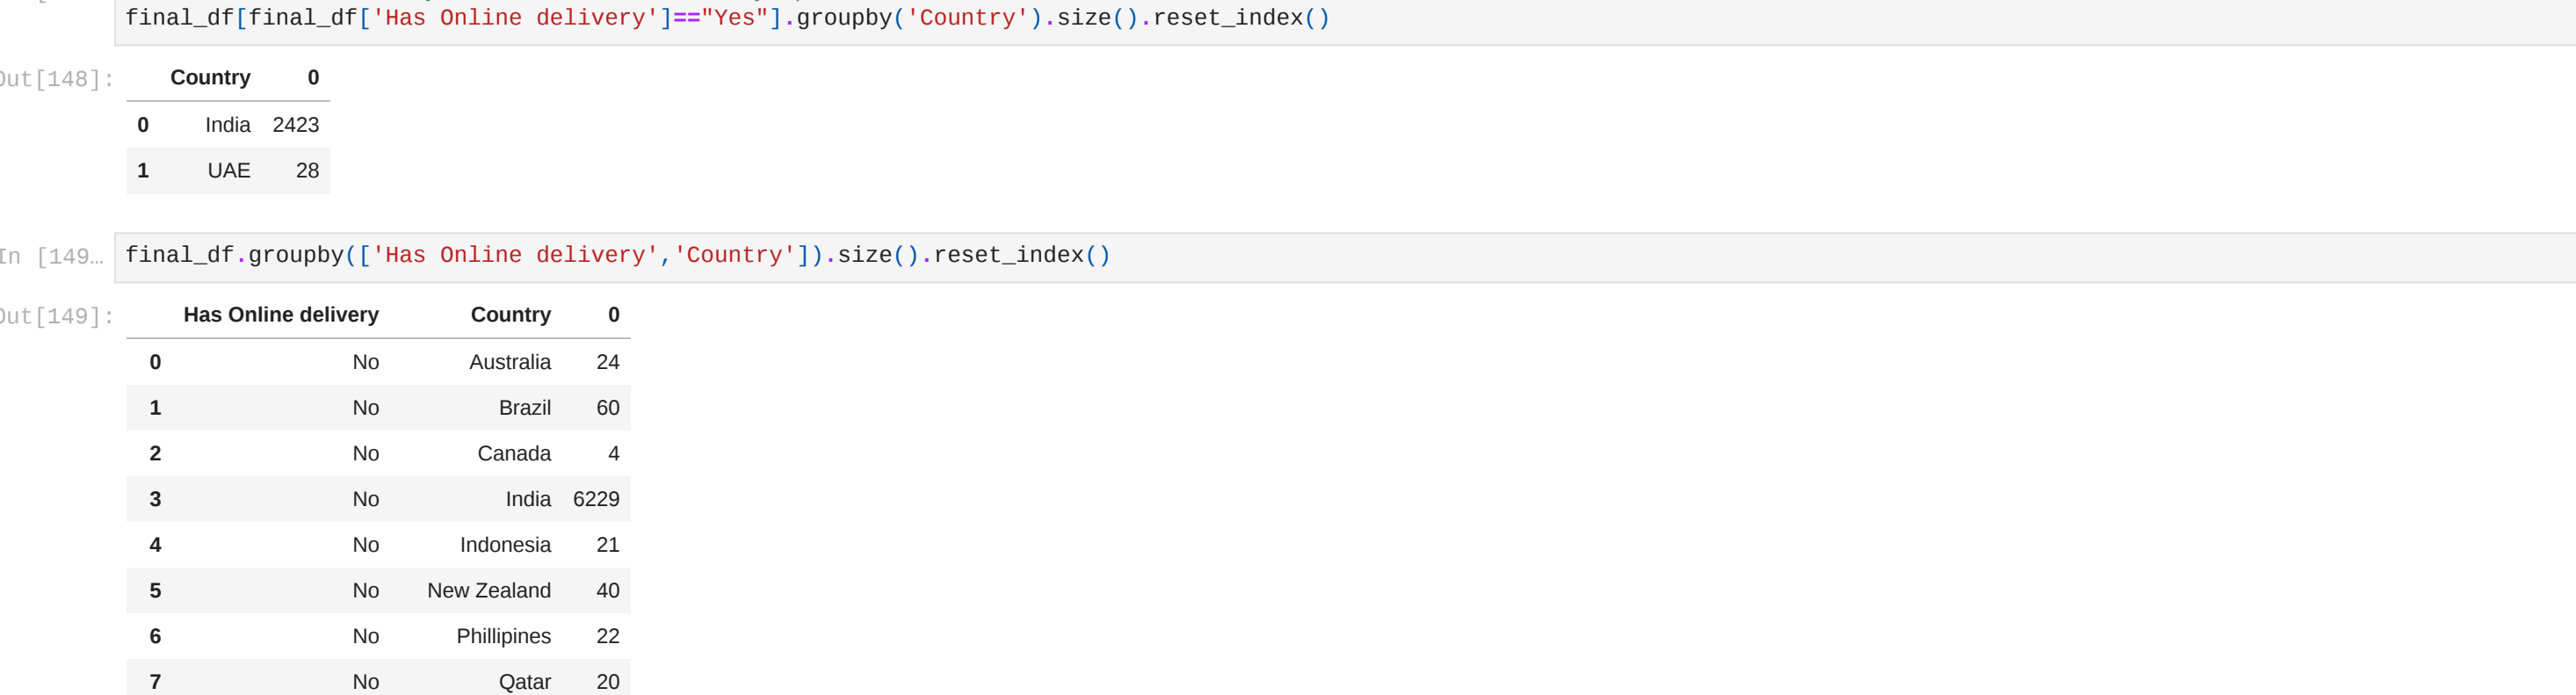 final_df[final_df['Has Online delivery']=="Yes"].groupby('Country').size().reset_index()
Out[148]:
Country 0
0 India 2423
1 UAE 28
In [149…
final_df.groupby(['Has Online delivery','Country']).size().reset_index()
Out[149]:
Has Online delivery Country 0
0 No Australia 24
1 No Brazil 60
2 No Canada 4
3 No India 6229
4 No Indonesia 21
5 No New Zealand 40
6 No Phillipines 22
7 No Qatar 20